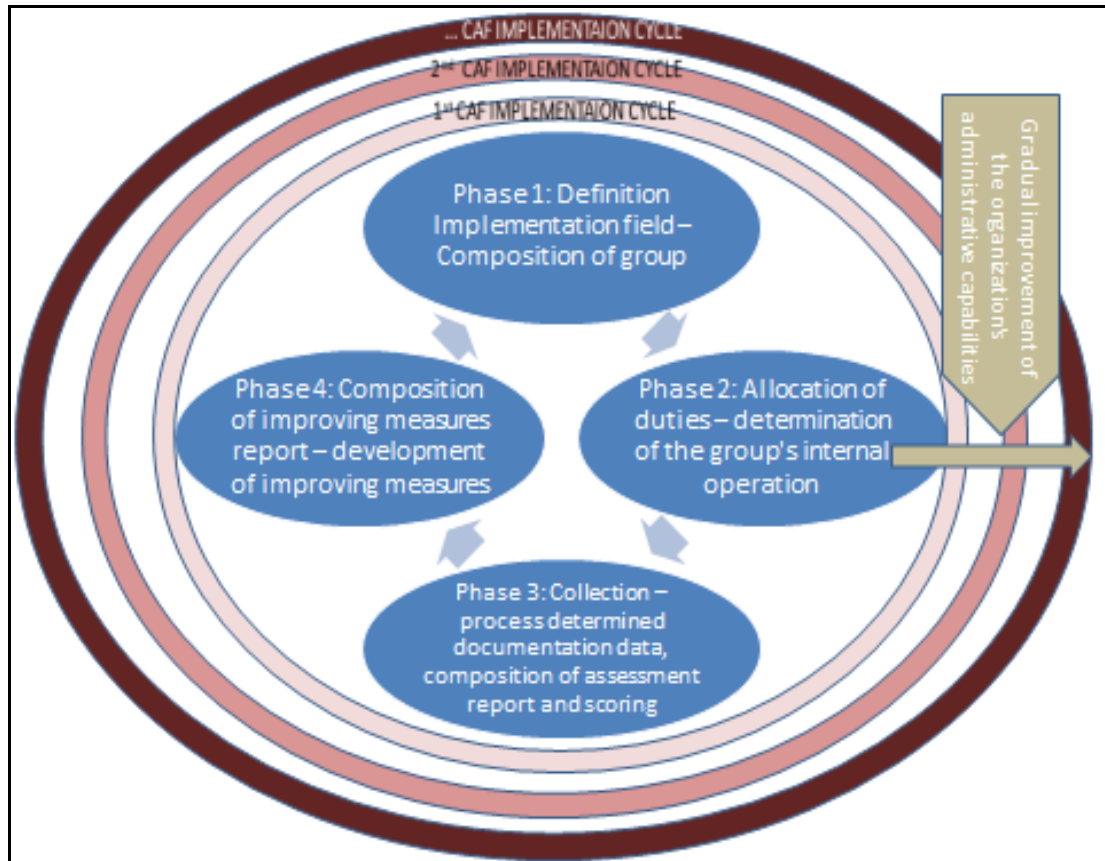 ... CAF IMPLEMENTAION CYCLE
2nd CAF IMPLEMENTAION CYCLE
1st CAF IMPLEMENTAION CYCLE
Phase 1: Definition
Implementation field –
Composition of group
Phase 4: Composition
of improving measures
report – development
of improving measures
Phase 2: Allocation of
duties – determination
of the group's internal
operation
Phase 3: Collection –
process determined
documentation data,
composition of assessment
report and scoring
Gradual improvement of
the organization's
administrative capabilities